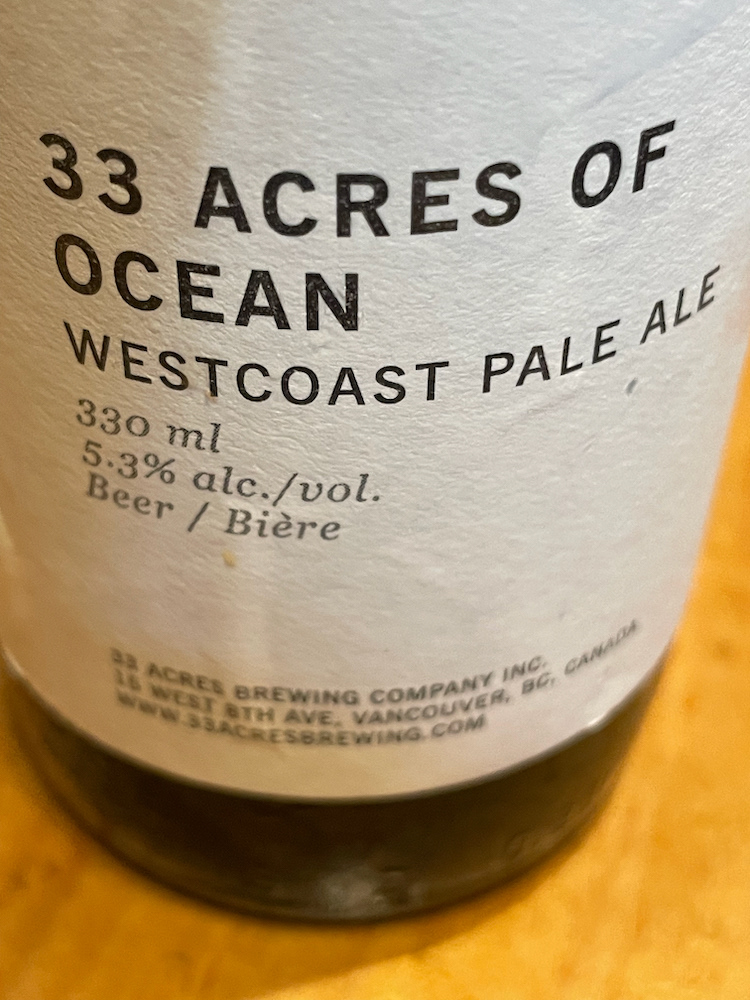 33 ACRES OF
OCEAN
WESTCOAST PALE ALE
330 ml
5.3% alc./vol.
Beer / Bière
33 ACRES BREWING COMPANY INC.
15 WEST 8TH AVE, VANCOUVER, BC, CANADA
WWW.33ACRESBREWING.COM